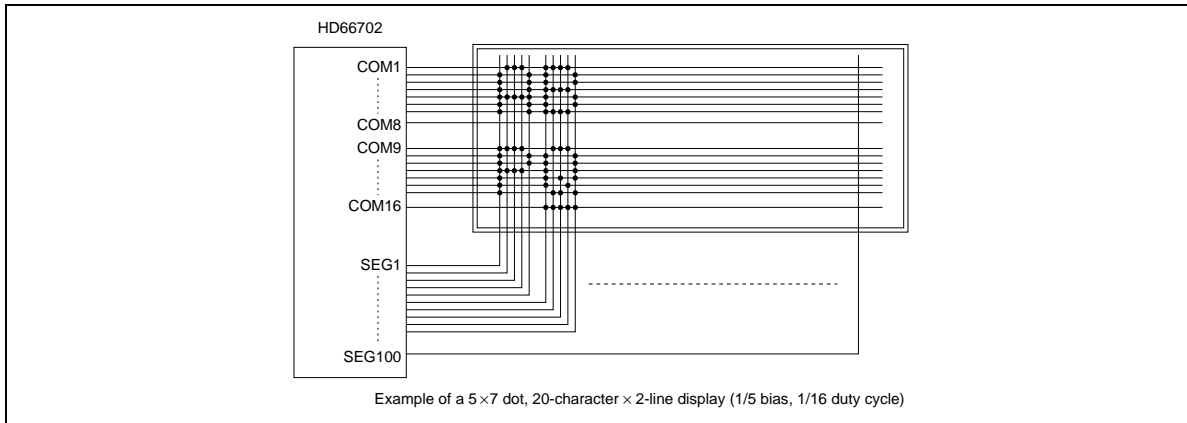 HD66702
COM1
COM8
COM9
COM16
SEG1
SEG100
Example of a 5 × 7 dot, 20-character × 2-line display (1/5 bias, 1/16 duty cycle)